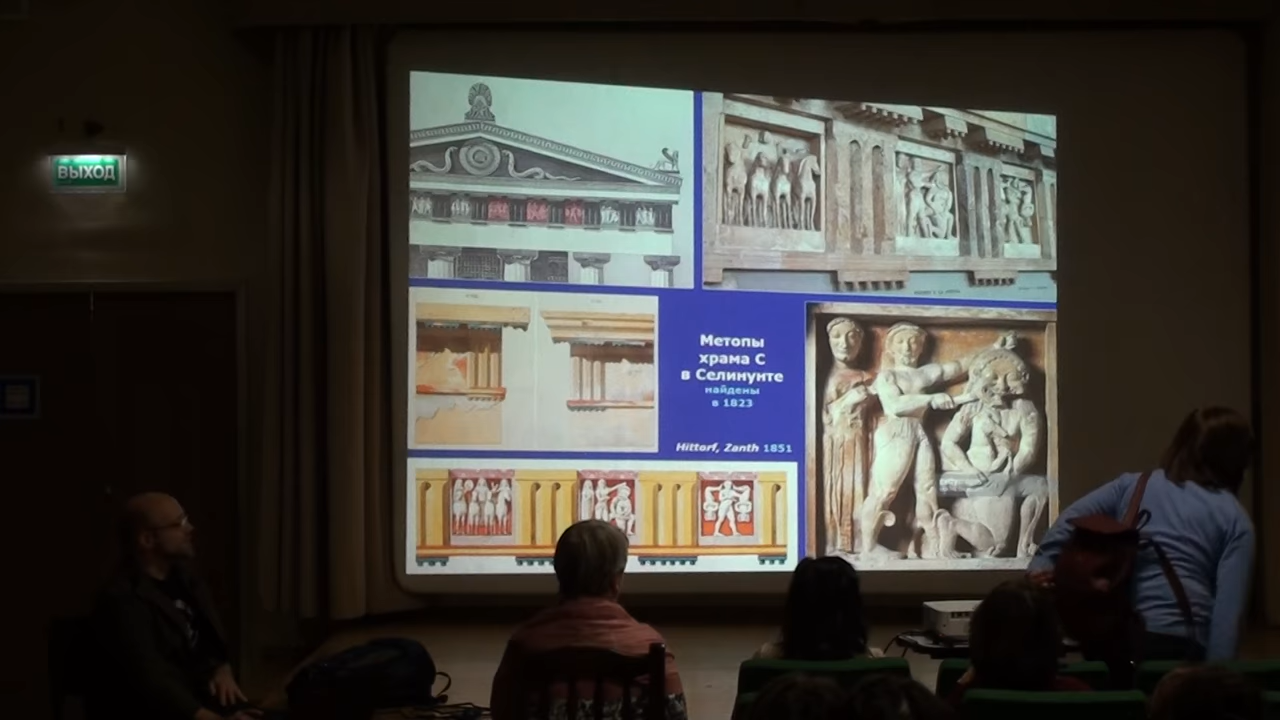 ВЫХОД
Метопы
храма С
в Селинунте
найдены
в 1823
Hittorf, Zanth 1851